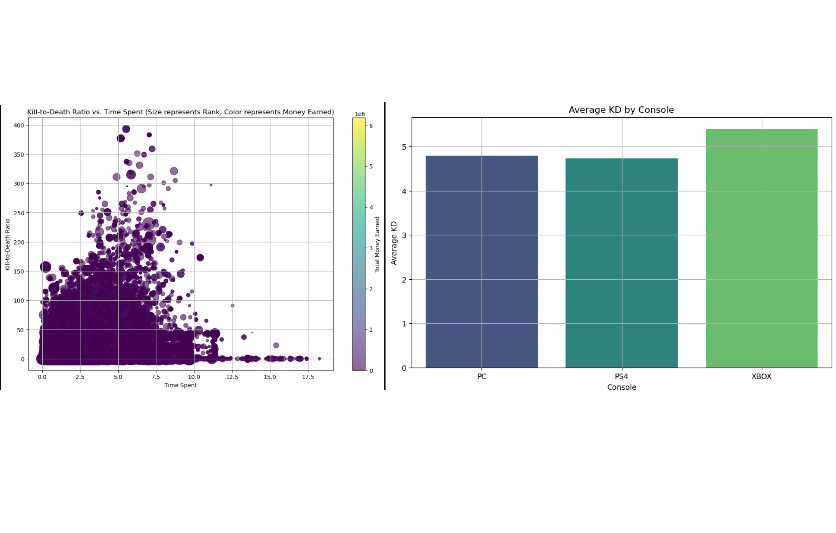 Kill-to-Death Ratio vs. Time Spent (Size represents Rank, Color represents Money Earned)
400
350
300
250
200
150
100
50
0
Kill-to-Death Ratio
0.0 2.5 5.0 7.5 10.0 12.5 15.0 17.5
Time Spent
1e6
6
5
4
3
2
1
0
Total Money Earned
Average KD by Console
5
4
3
2
1
0
Average KD
PC PS4 XBOX
Console